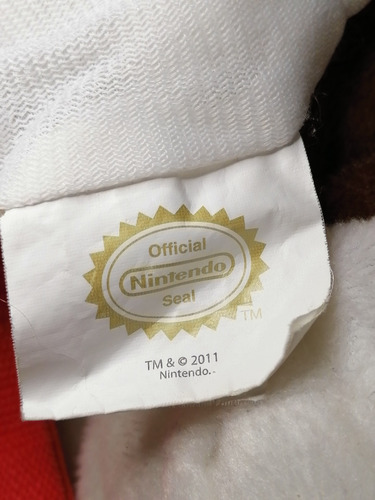 Official
Nintendo
Seal
TM
TM & © 2011
Nintendo.